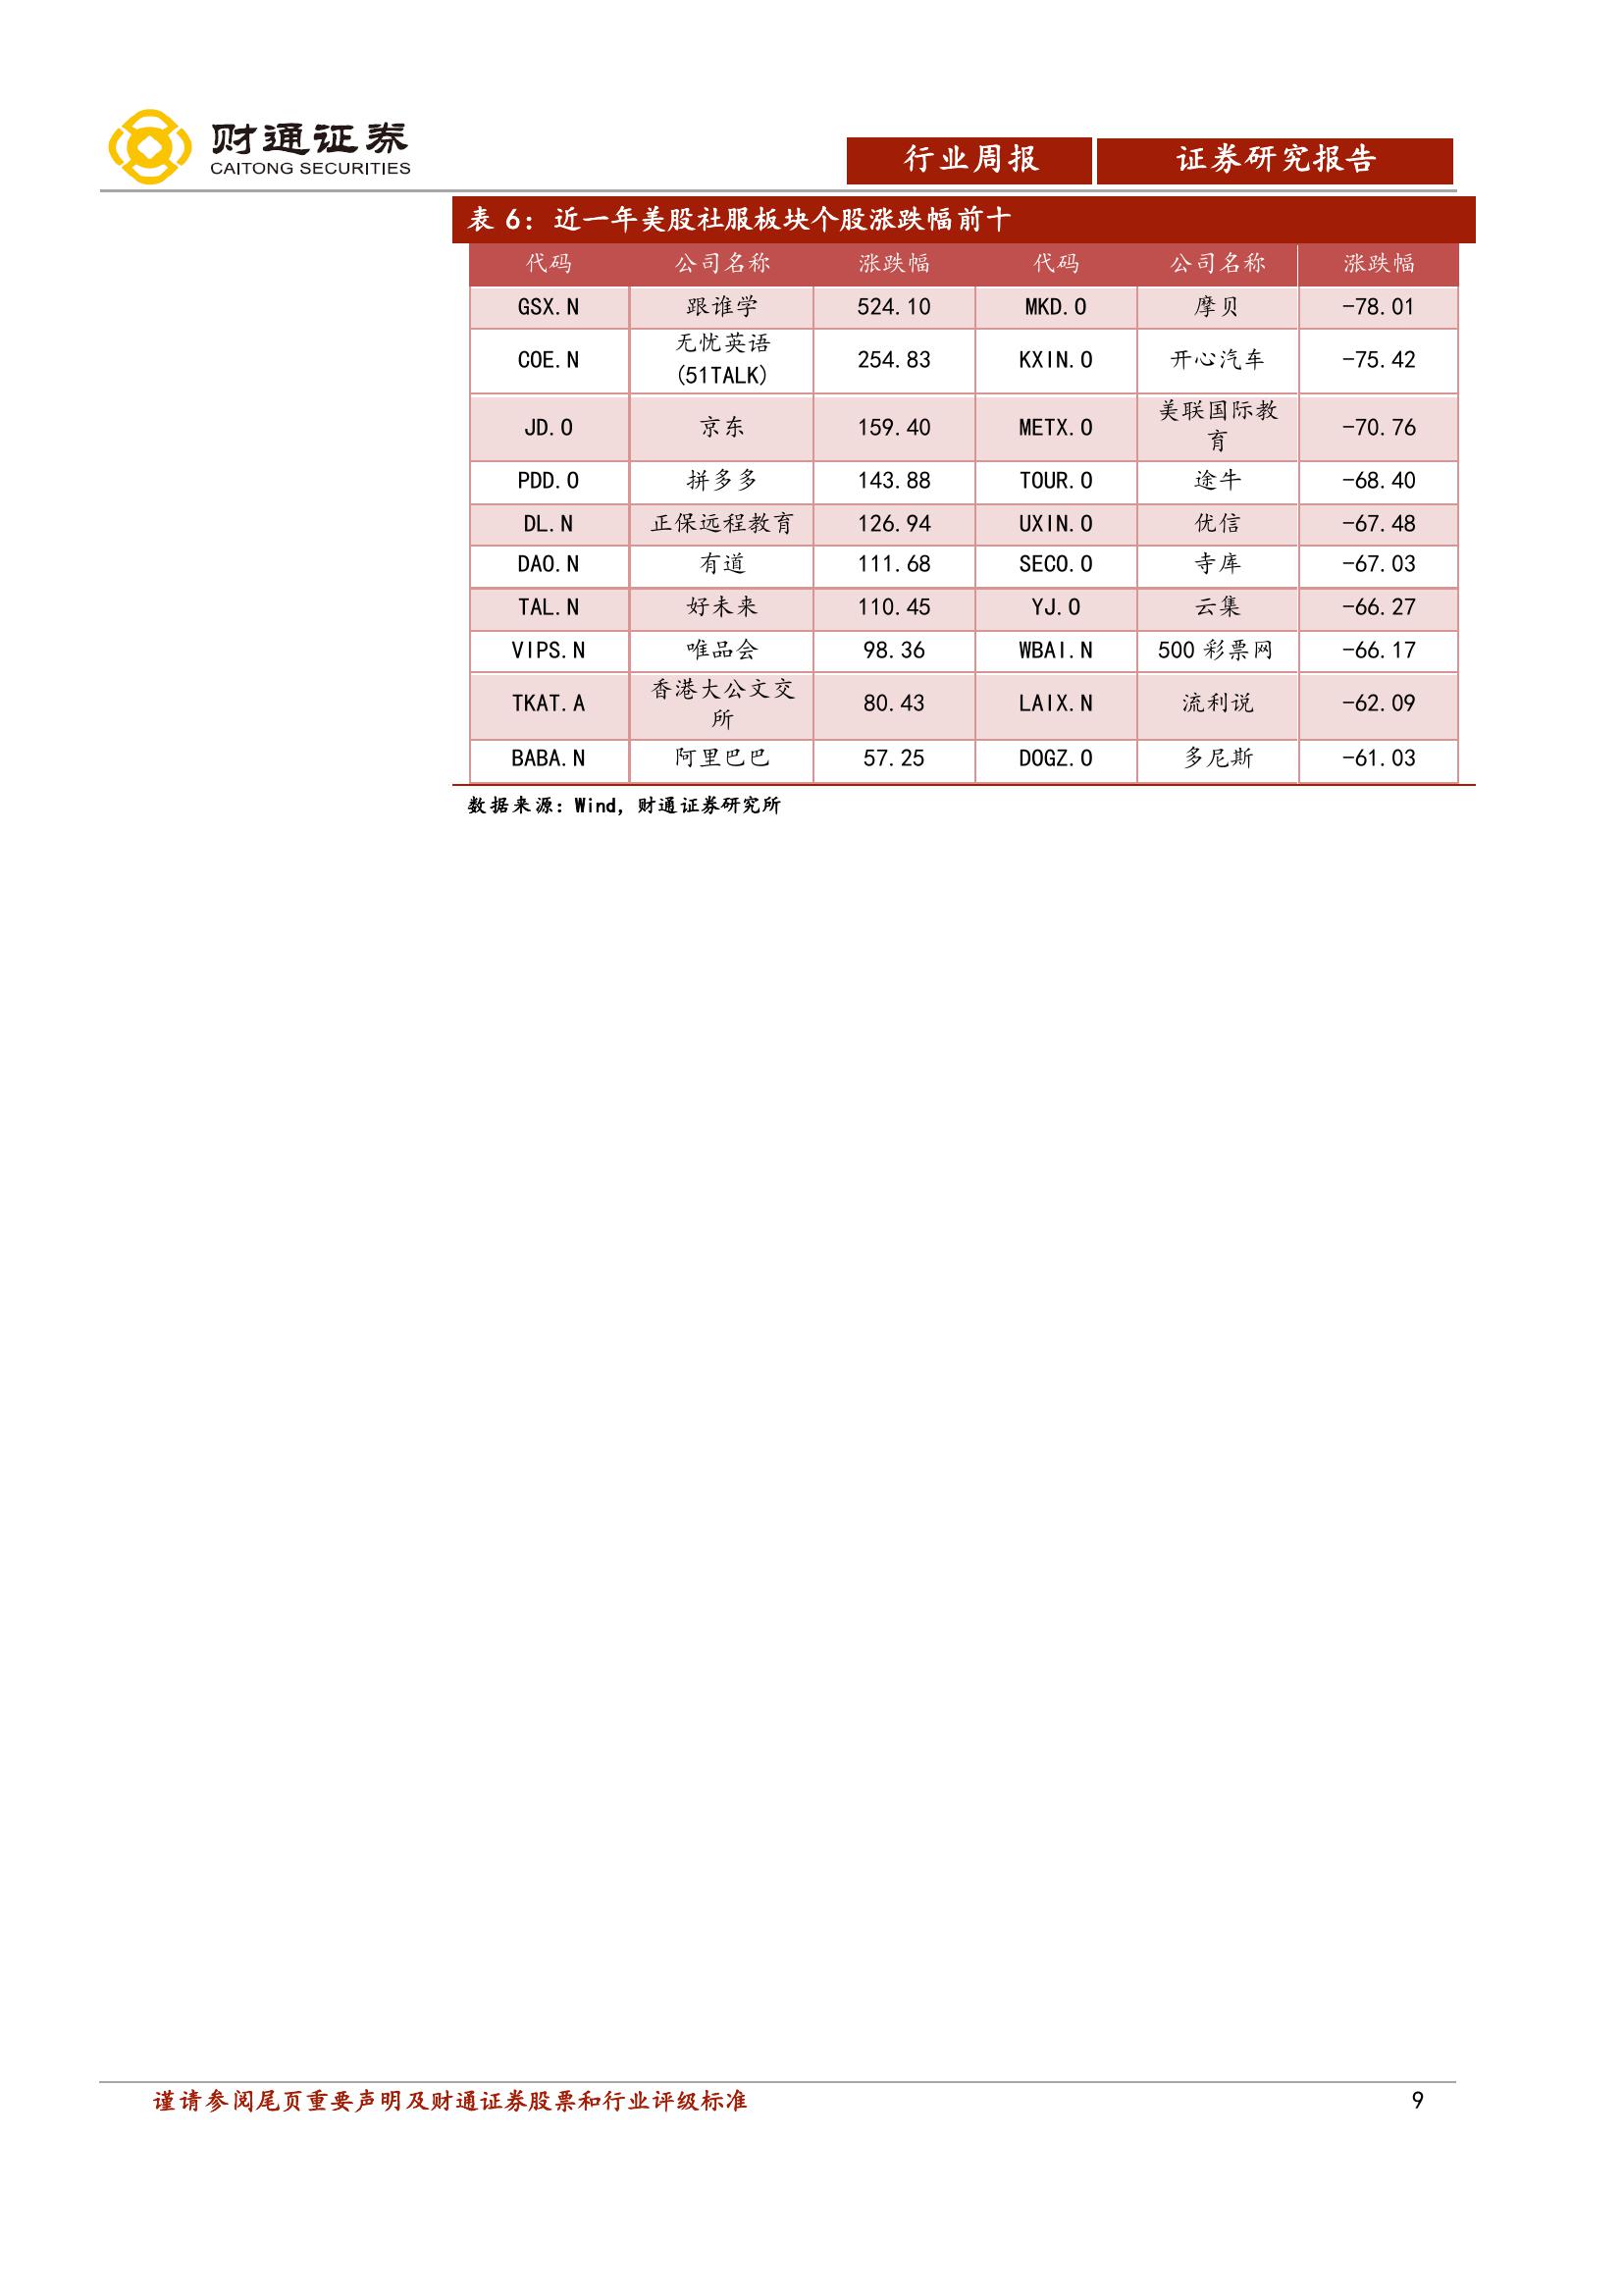 财通证券
CAITONG SECURITIES
行业周报 证券研究报告
表 6：近一年美股社服板块个股涨跌幅前十
代码 公司名称 涨跌幅 代码 公司名称 涨跌幅
GSX.N 跟谁学 524.10 MKD.O 摩贝 -78.01
COE.N 无忧英语 (51TALK) 254.83 KXIN.O 开心汽车 -75.42
JD.O 京东 159.40 METX.O 美联国际教育 -70.76
PDD.O 拼多多 143.88 TOUR.O 途牛 -68.40
DL.N 正保远程教育 126.94 UXIN.O 优信 -67.48
DAO.N 有道 111.68 SECO.O 寺库 -67.03
TAL.N 好未来 110.45 YJ.O 云集 -66.27
VIPS.N 唯品会 98.36 WBAI.N 500 彩票网 -66.17
TKAT.A 香港大公文交所 80.43 LAIX.N 流利说 -62.09
BABA.N 阿里巴巴 57.25 DOGZ.O 多尼斯 -61.03
数据来源：Wind，财通证券研究所
谨请参阅尾页重要声明及财通证券股票和行业评级标准 9